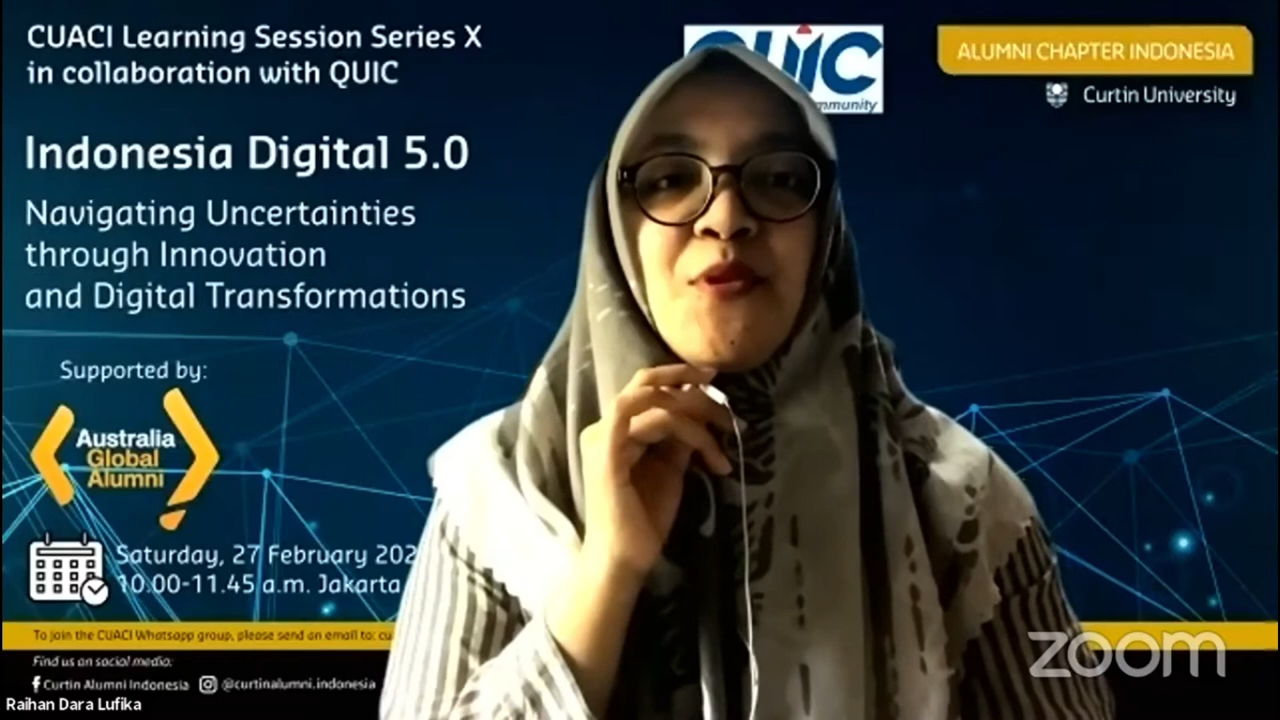 CUACI Learning Session Series X
in collaboration with QUIC
QUIC
ALUMNI CHAPTER INDONESIA
Curtin University
Indonesia Digital 5.0
Navigating Uncertainties
through Innovation
and Digital Transformations
Supported by:
Australia
Global
Alumni
Saturday, 27 February 202
10.00-11.45 a.m. Jakarta
To join the CUACI Whatsapp group, please send an email to: cu
Find us on social media:
Curtin Alumni Indonesia @curtinalumni.indonesia
Raihan Dara Lufika
zoom